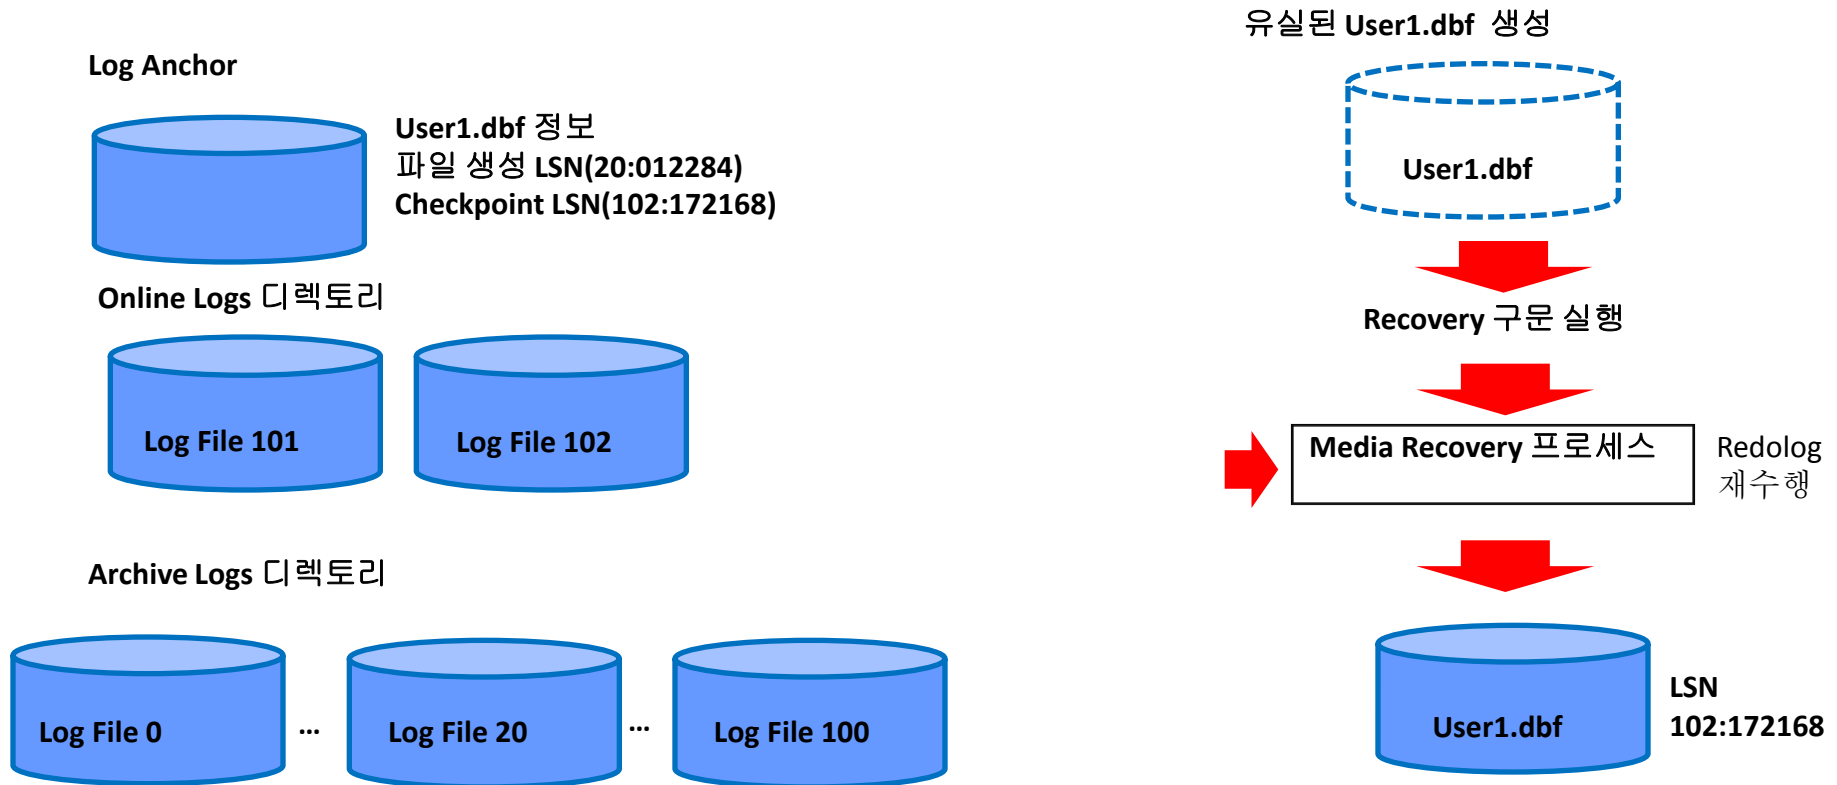 Log Anchor
User1.dbf 정보
파일 생성 LSN(20:012284)
Checkpoint LSN(102:172168)
Online Logs 디렉토리
Log File 101
Log File 102
Archive Logs 디렉토리
Log File 0
...
Log File 20
...
Log File 100
유실된 User1.dbf 생성
User1.dbf
Recovery 구문 실행
Media Recovery 프로세스
Redolog
재수행
User1.dbf
LSN
102:172168